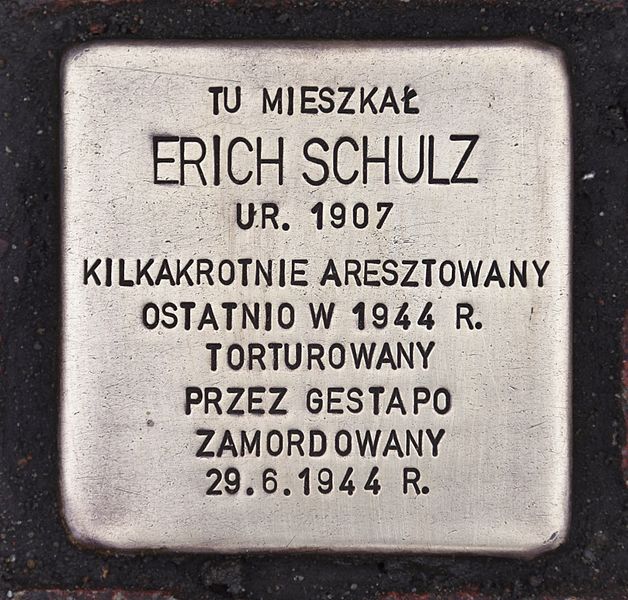 TU MIESZKAŁ
ERICH SCHULZ
UR. 1907
KILKAKROTNIE ARESZTOWANY
OSTATNIO W 1944 R.
TORTUROWANY
PRZEZ GESTAPO
ZAMORDOWANY
29.6.1944 R.